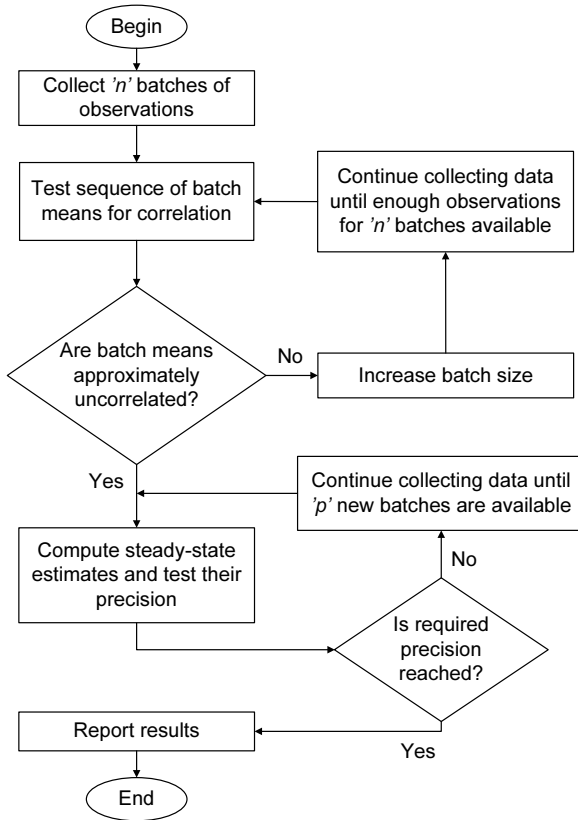 Begin
Collect 'n' batches of
observations
Test sequence of batch
means for correlation
Continue collecting data
until enough observations
for 'n' batches available
Are batch means
approximately
uncorrelated?
No
Increase batch size
Yes
Continue collecting data until
'p' new batches are available
Compute steady-state
estimates and test their
precision
No
Is required
precision
reached?
Yes
Report results
End